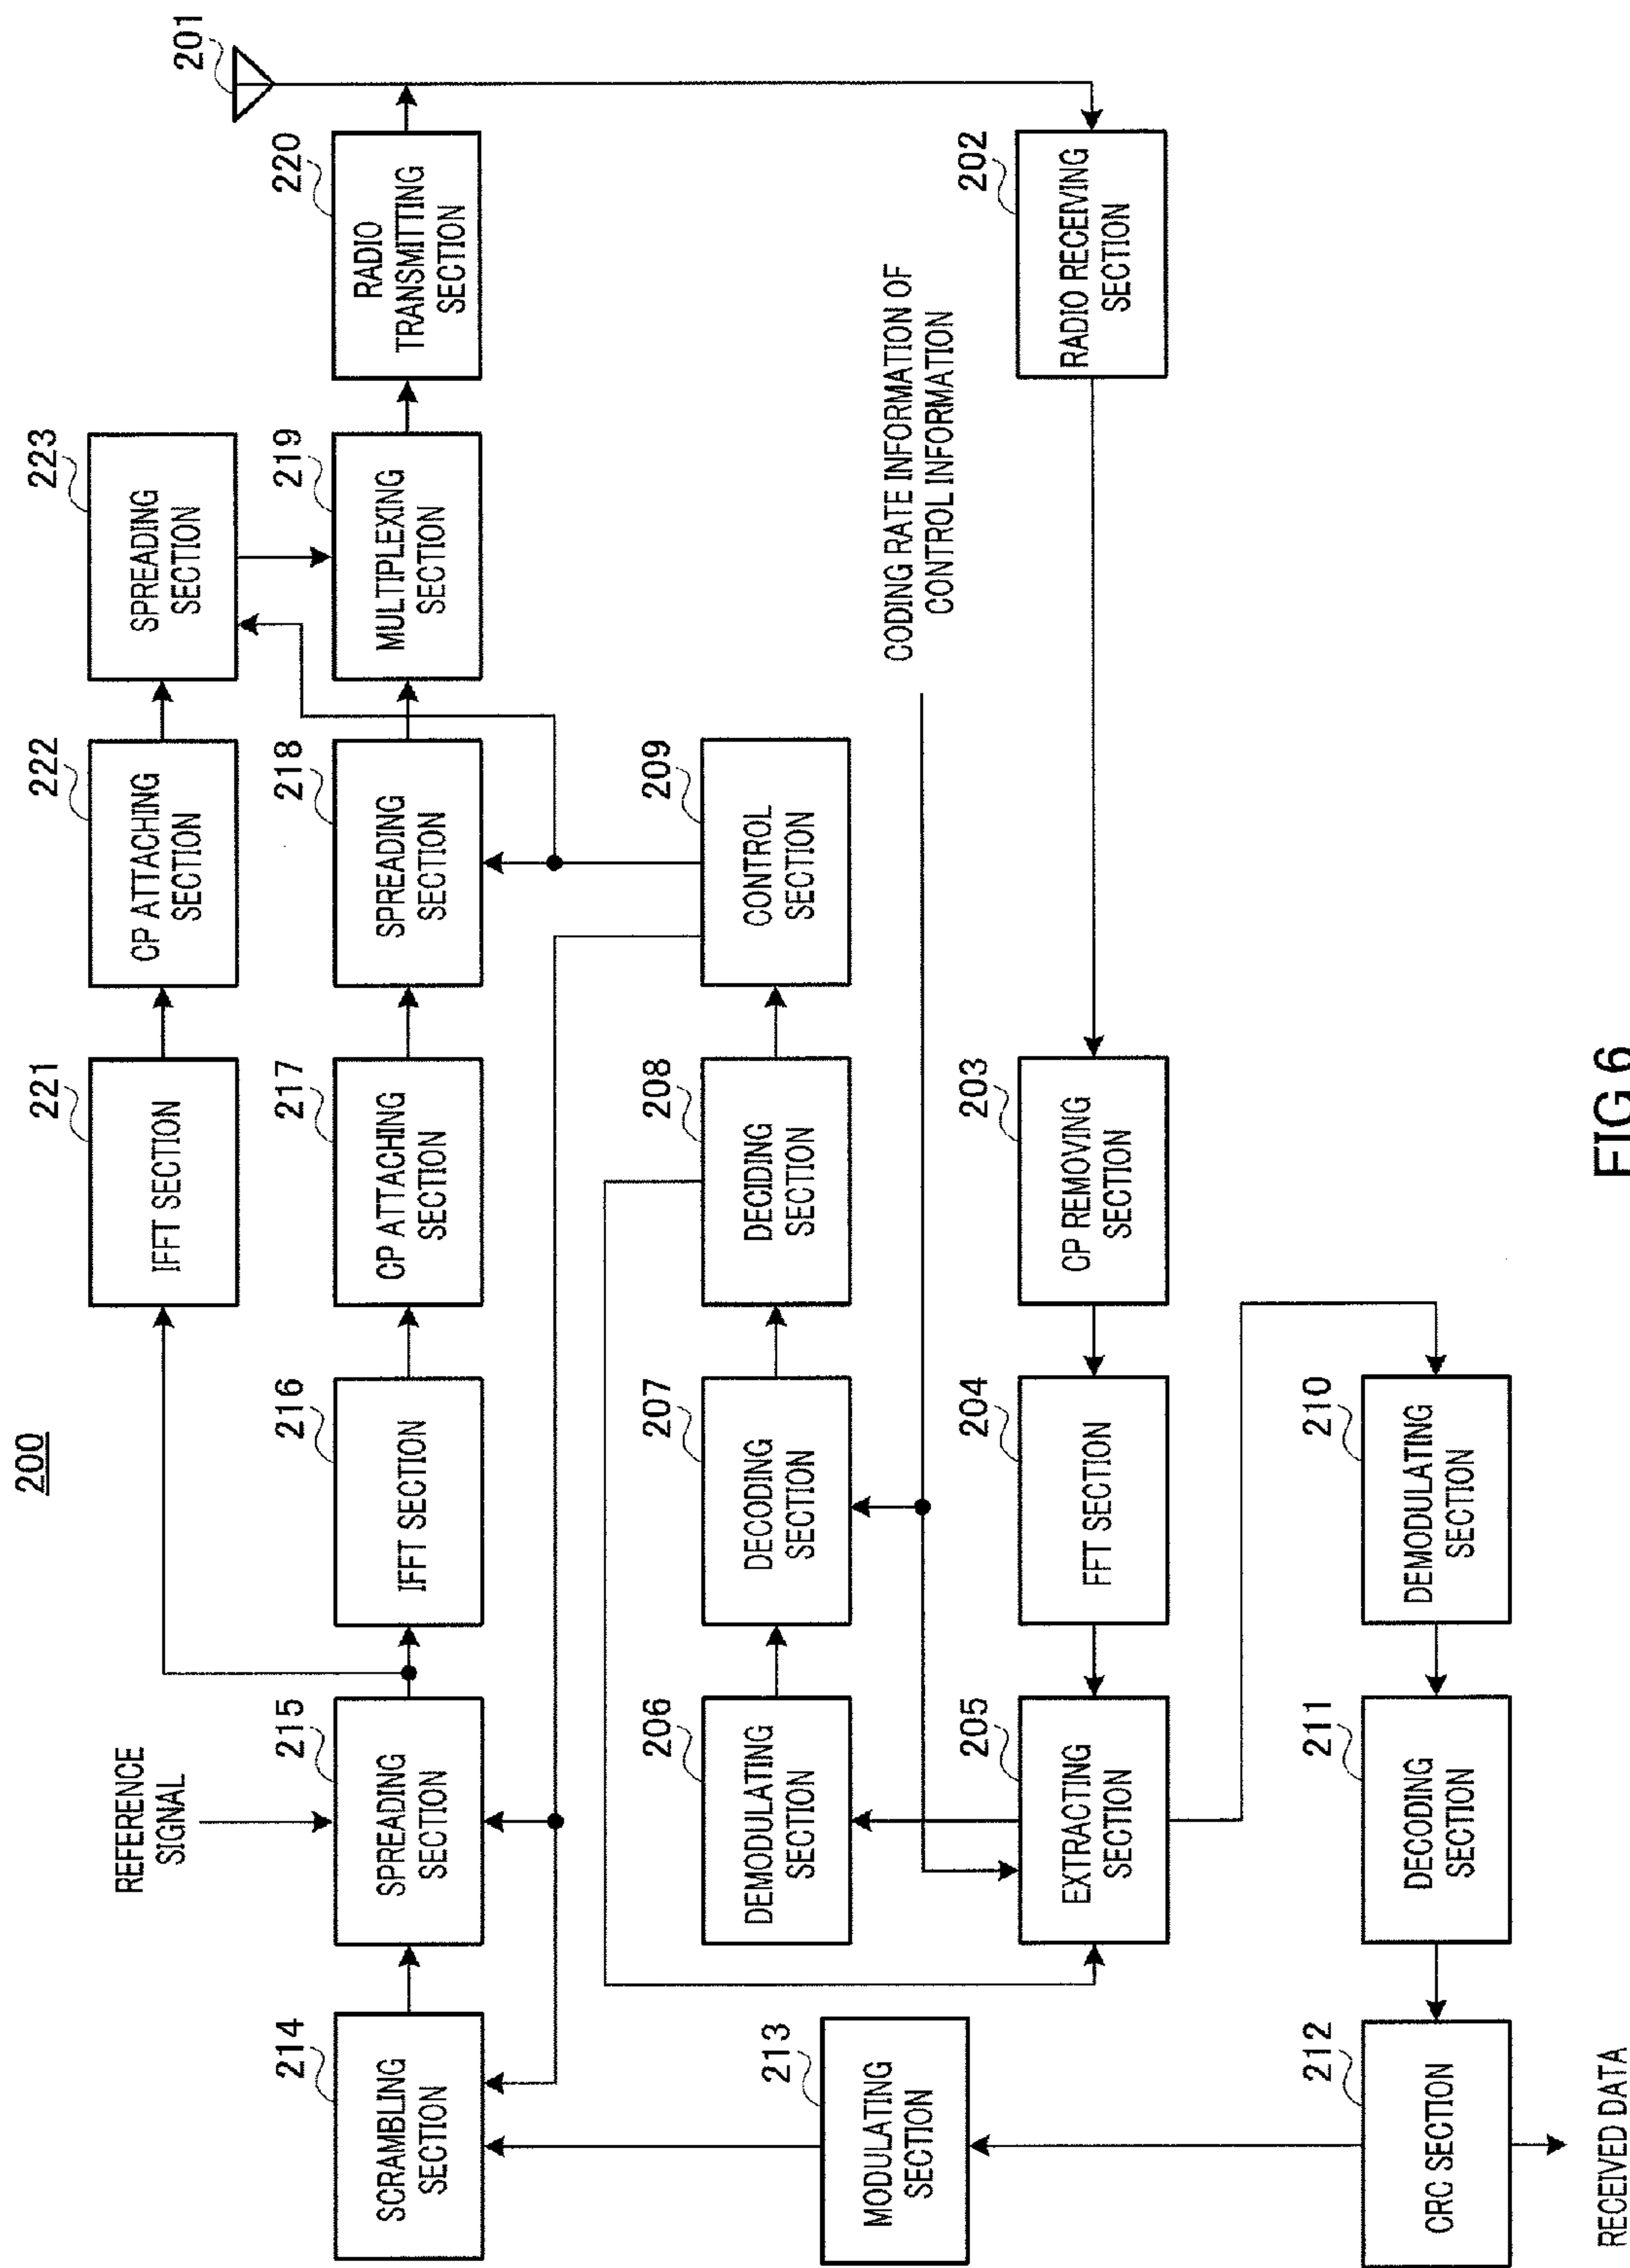 200
201
REFERENCE
SIGNAL
221
IFFT SECTION
222
CP ATTACHING
SECTION
223
SPREADING
SECTION
214
SCRAMBLING
SECTION
215
SPREADING
SECTION
216
IFFT SECTION
217
CP ATTACHING
SECTION
218
SPREADING
SECTION
219
MULTIPLEXING
SECTION
220
RADIO
TRANSMITTING
SECTION
206
DEMODULATING
SECTION
207
DECODING
SECTION
208
DECIDING
SECTION
209
CONTROL
SECTION
213
MODULATING
SECTION
CODING RATE INFORMATION OF
CONTROL INFORMATION
205
EXTRACTING
SECTION
204
FFT SECTION
203
CP REMOVING
SECTION
202
RADIO RECEIVING
SECTION
212
CRC SECTION
211
DECODING
SECTION
210
DEMODULATING
SECTION
RECEIVED DATA
FIG.6